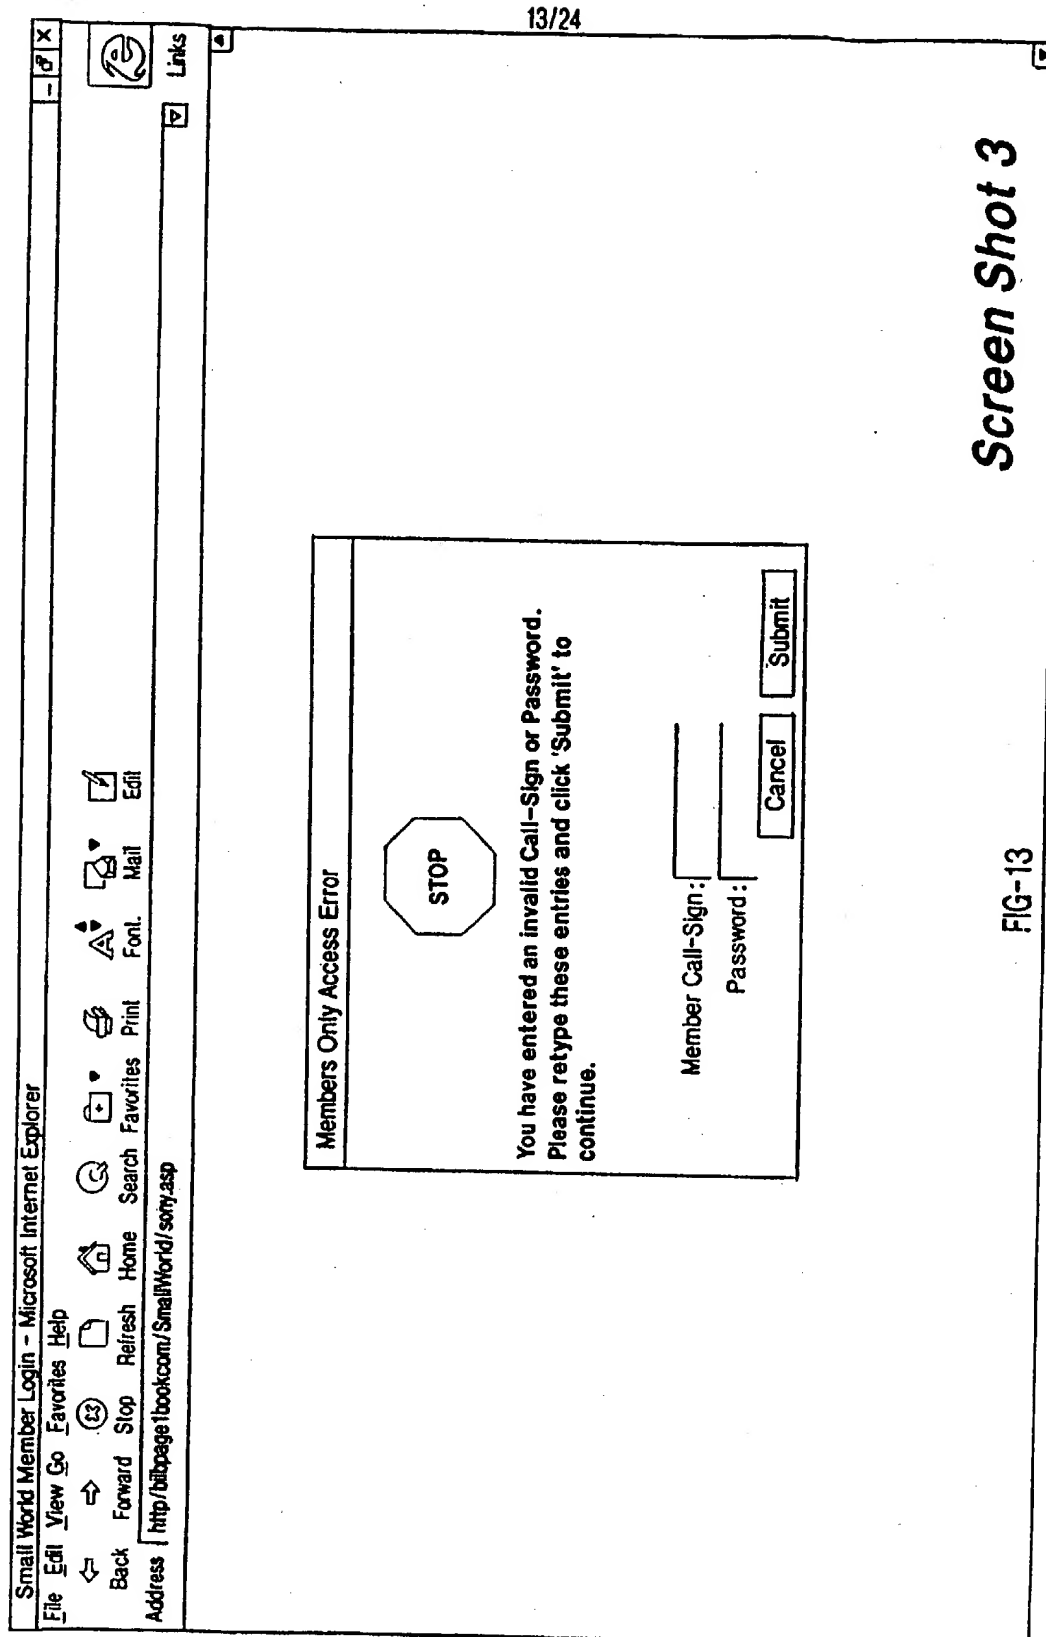 13/24
Small World Member Login - Microsoft Internet Explorer
File Edit View Go Favorites Help
Back Forward Stop Refresh Home Search Favorites Print Font. Mail Edit
Address http/bilbpage1bookcom/SmallWorld/sony.asp
Links
Members Only Access Error
STOP
You have entered an invalid Call-Sign or Password.
Please retype these entries and click 'Submit' to
continue.
Member Call-Sign:
Password:
Cancel Submit
Screen Shot 3
FIG-13